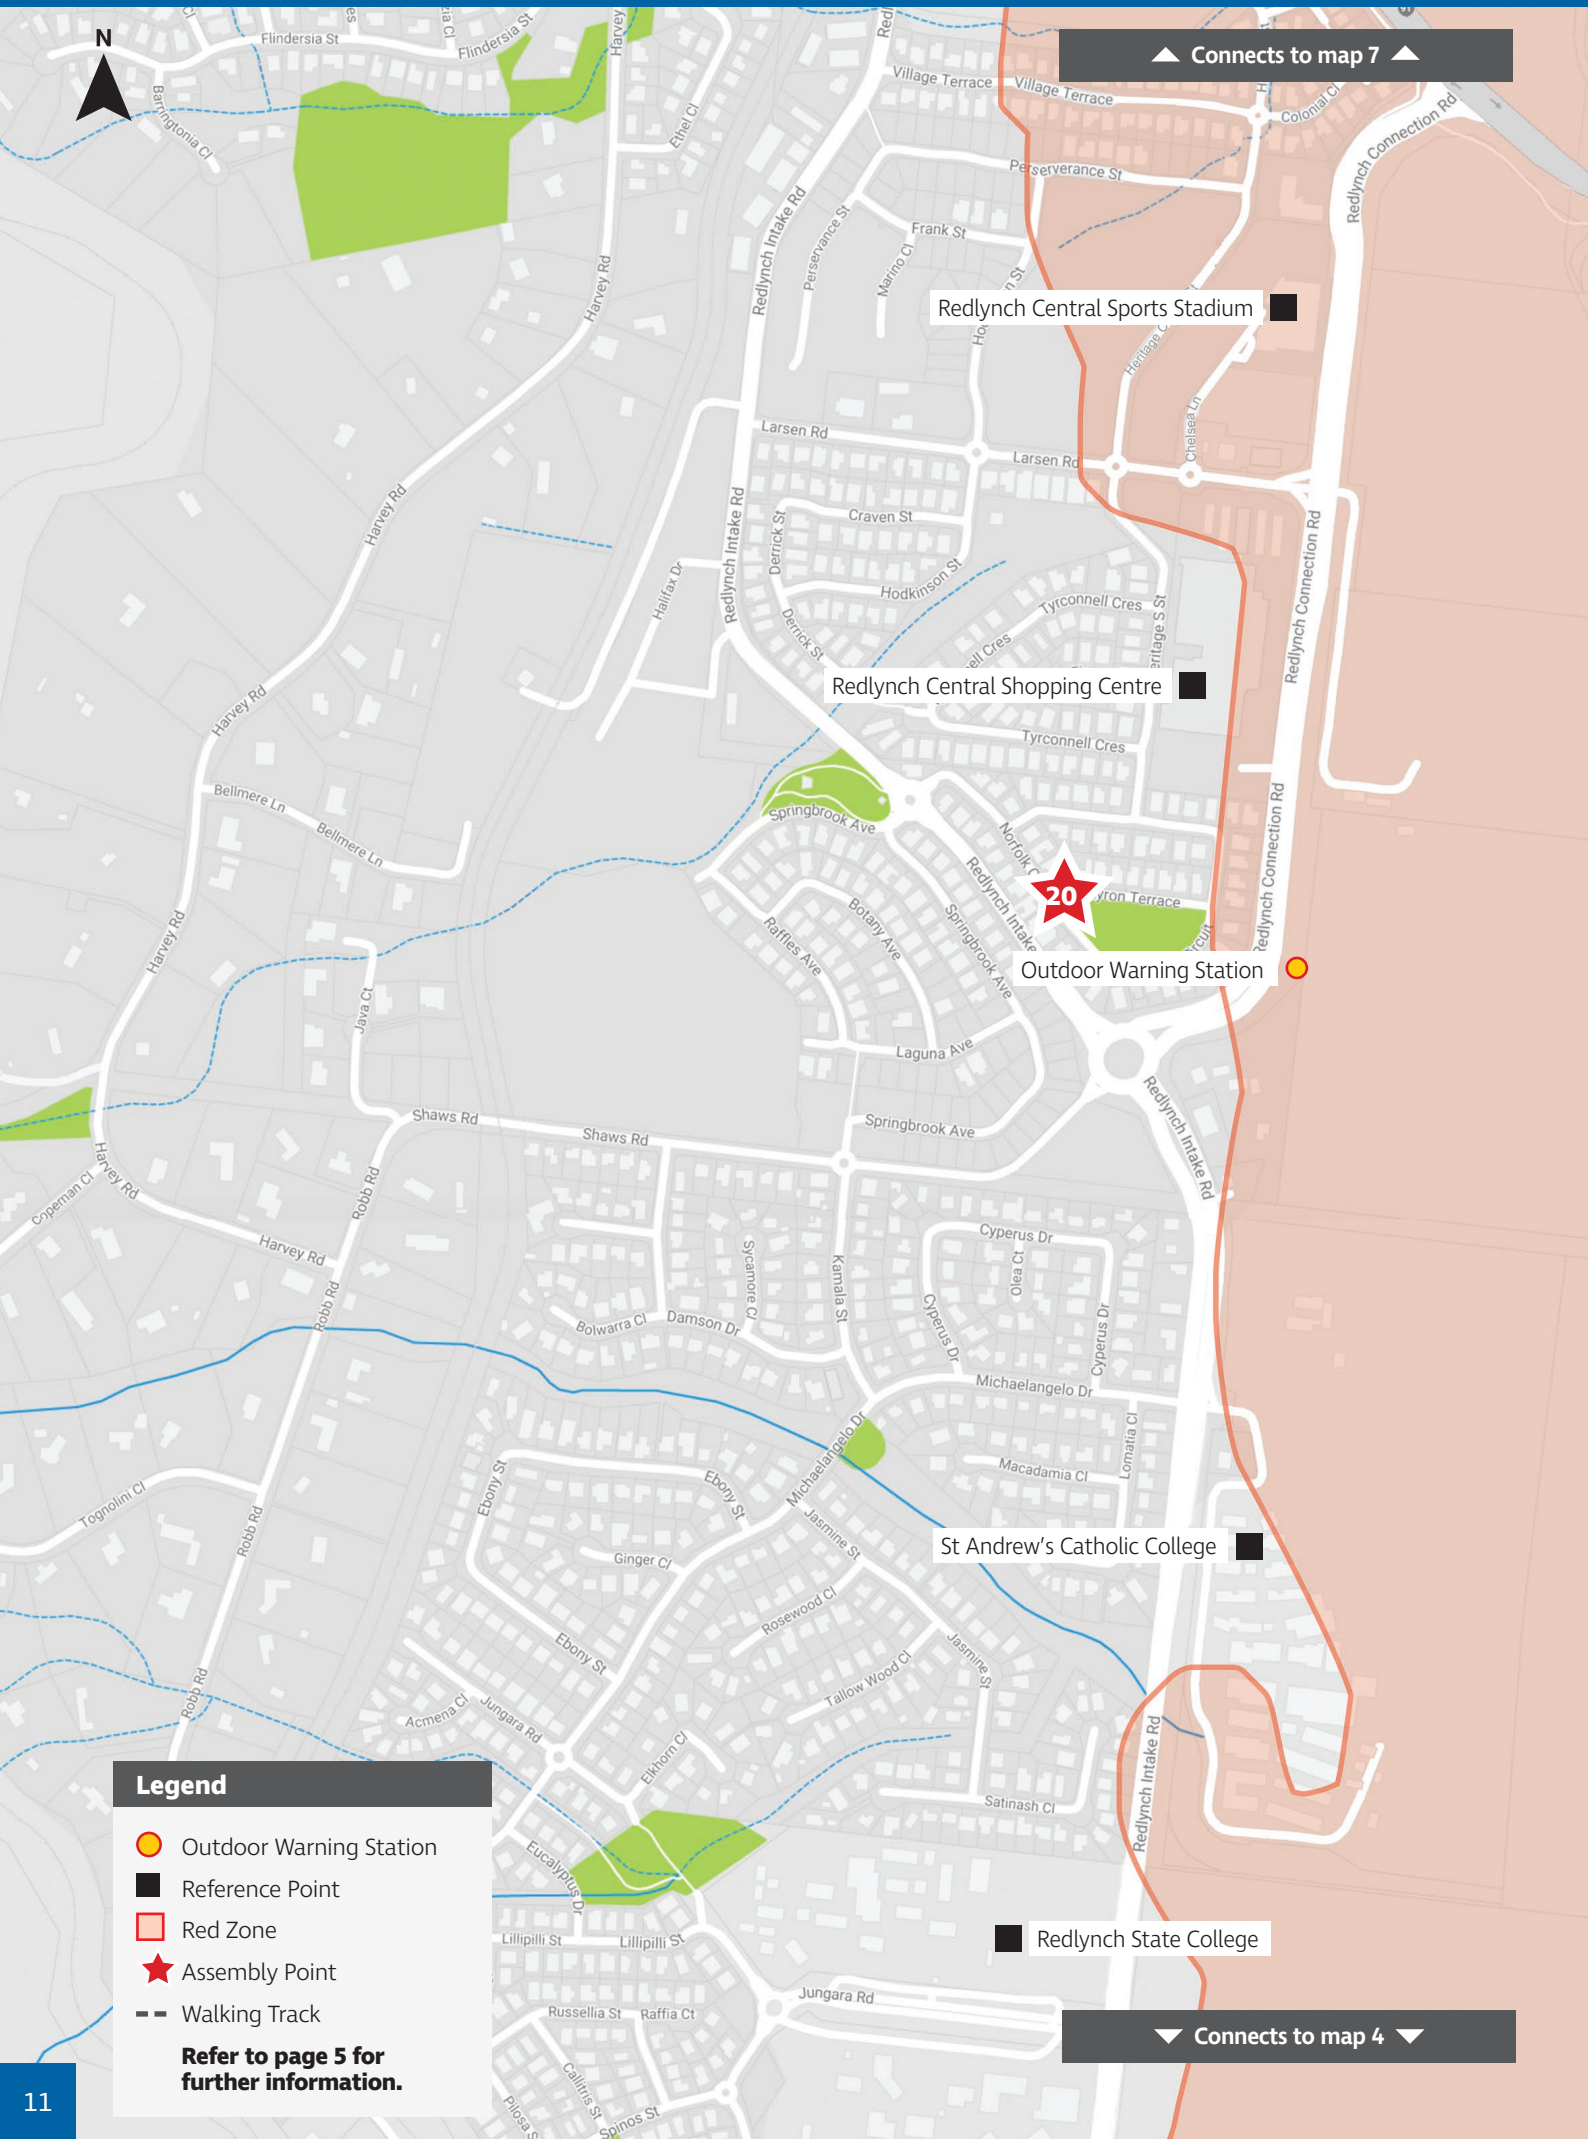 N
Flindersia St
Flindersia St
Harvey
Village Terrace
Village Terrace
Connects to map 7
Colonial Cl
Redlynch Connection Rd
Barringtonia Cl
Ethel Cl
Perserverance St
Redlynch Connection Rd
Redlynch Intake Rd
Perservance St
Frank St
Marino Cl
Harvey Rd
Redlynch Central Sports Stadium
Larsen Rd
Larsen Rd
Chelsea Ln
Harvey Rd
Redlynch Intake Rd
Derrick St
Craven St
Redlynch Connection Rd
Halifax Dr
Hodkinson St
Tyrconnell Cres
Derrick St
Redlynch Central Shopping Centre
Harvey Rd
Tyrconnell Cres
Bellmere Ln
Bellmere Ln
Springbrook Ave
Redlynch Connection Rd
Redlynch Intake
20
Harvey Rd
Raffles Ave
Botany Ave
Springbrook Ave
Outdoor Warning Station
Java Ct
Laguna Ave
Redlynch Intake Rd
Shaws Rd
Shaws Rd
Springbrook Ave
Copeman Cl
Harvey Rd
Robb Rd
Harvey Rd
Robb Rd
Sycamore Cl
Kamala St
Cyperus Dr
Olea Ct
Cyperus Dr
Cyperus Dr
Bolwarra Cl
Damson Dr
Michaelangelo Dr
Michaelangelo Dr
Lomatia Cl
Macadamia Cl
Ebony St
Ebony St
Tognolini Cl
Robb Rd
Jasmine St
Ginger Cl
St Andrew's Catholic College
Rosewood Cl
Ebony St
Jasmine St
Tallow Wood Cl
Robb Rd
Acmena Cl
Jungara Rd
Elkhorn Cl
Redlynch Intake Rd
Satinash Cl
Eucalyptus Dr
Lillipilli St
Lillipilli St
Redlynch State College
Jungara Rd
Russellia St
Raffia Ct
Callitris St
Pilosa S
Spinos St
Connects to map 4
Legend
Outdoor Warning Station
Reference Point
Red Zone
Assembly Point
Walking Track
Refer to page 5 for
further information.
11